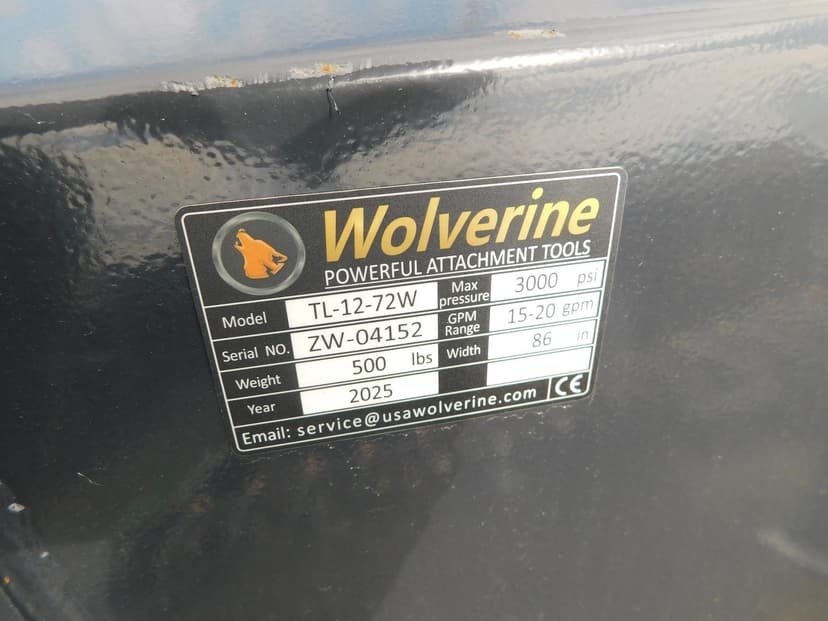 Wolverine
POWERFUL ATTACHMENT TOOLS
Model TL-12-72W Max pressure 3000 psi
Serial NO. ZW-04152 GPM Range 15-20 gpm
Weight 500 lbs Width 86 in
Year 2025
Email: service@usawolverine.com CE